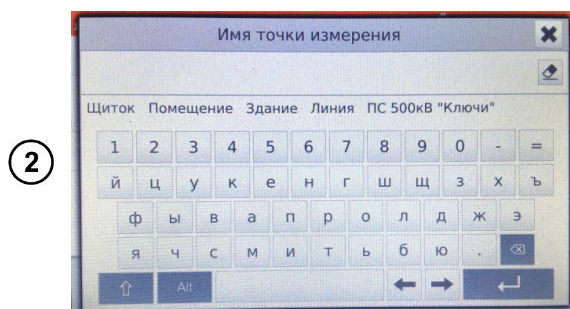 2
Имя точки измерения
Щиток Помещение Здание Линия ПС 500кВ "Ключи"
1 2 3 4 5 6 7 8 9 0 - =
й ц у к е н г ш щ з х ъ
ф ы в а п р о л д ж э
я ч с м и т ь б ю .
Alt